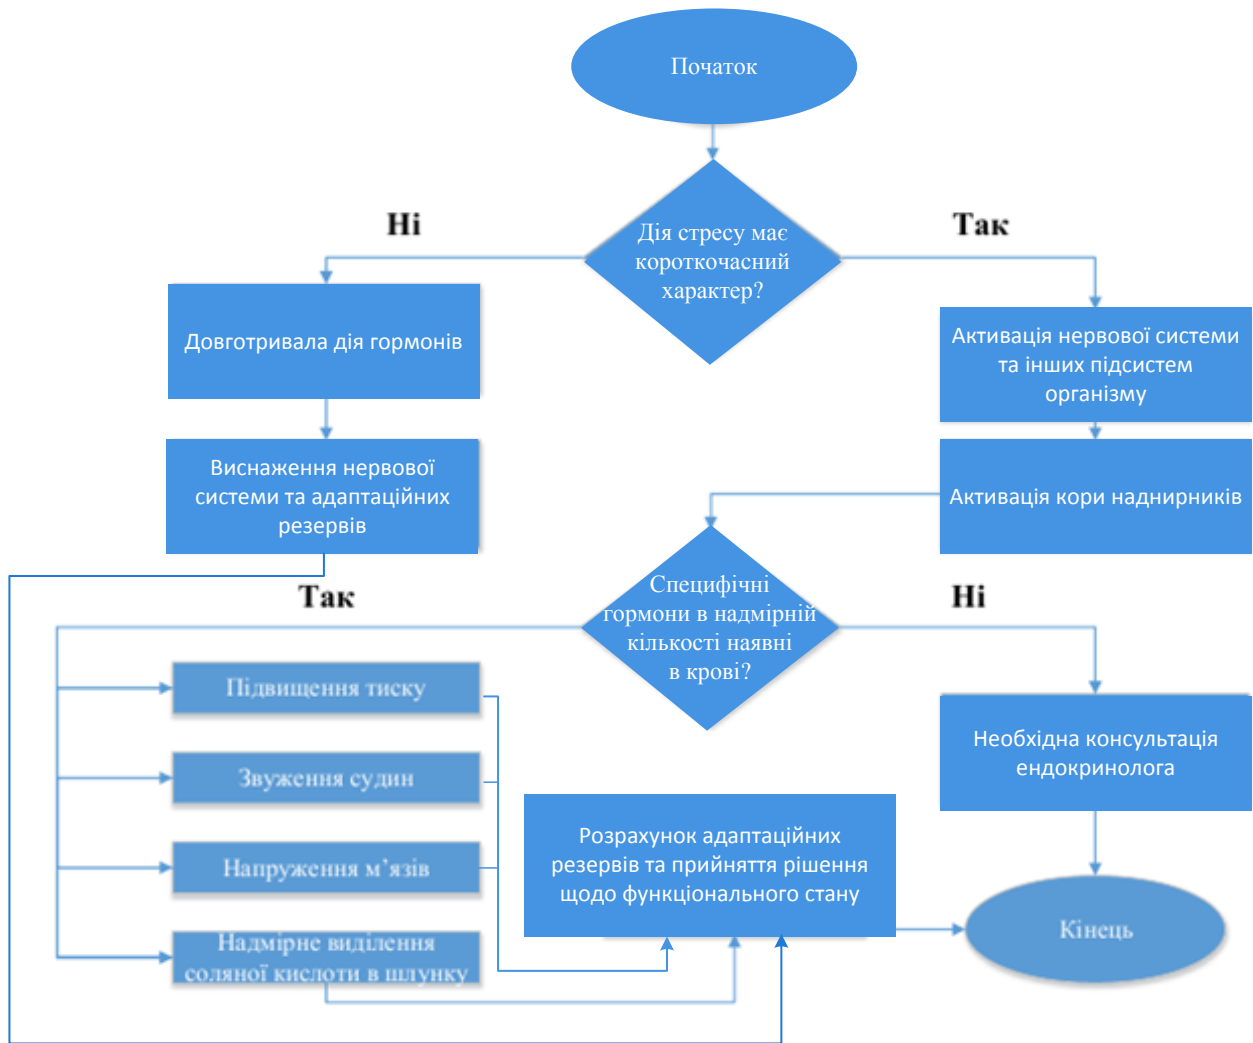 Початок
Ні
Так
Дія стресу має
короткочасний
характер?
Довготривала дія гормонів
Активація нервової системи
та інших підсистем
організму
Виснаження нервової
системи та адаптаційних
резервів
Активація кори наднирників
Так
Ні
Специфічні
гормони в надмірній
кількості наявні
в крові?
Підвищення тиску
Звуження судин
Напруження м’язів
Надмірне виділення
соляної кислоти в шлунку
Необхідна консультація
ендокринолога
Розрахунок адаптаційних
резервів та прийняття рішення
щодо функціонального стану
Кінець